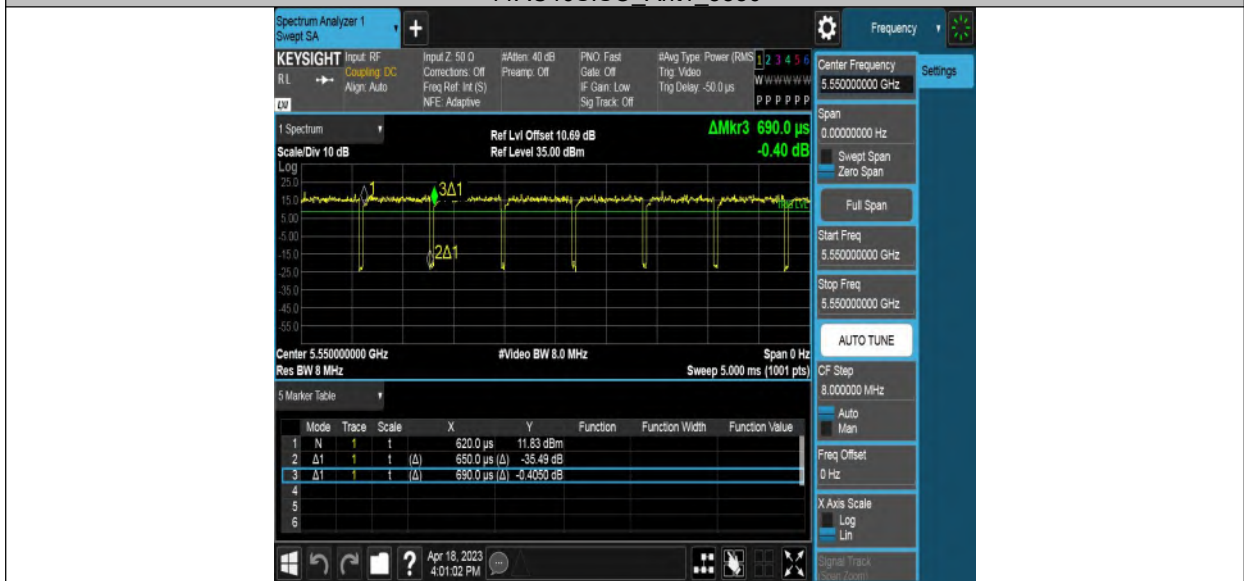 Spectrum Analyzer 1
Swept SA
Frequency
KEYSIGHT Input: RF
RL
Coupling: DC
Align: Auto
LXI
Input Z: 50 Ω
Corrections: Off
Freq Ref: Int (S)
NFE: Adaptive
#Atten: 40 dB
Preamp: Off
PNO: Fast
Gate: Off
IF Gain: Low
Sig Track: Off
#Avg Type: Power (RMS
Trig: Video
Trig Delay: -50.0 µs
1 2 3 4 5 6
W W W W W W
P P P P P P
Center Frequency
5.550000000 GHz
Settings
Span
0.00000000 Hz
Swept Span
Zero Span
Full Span
Start Freq
5.550000000 GHz
Stop Freq
5.550000000 GHz
AUTO TUNE
CF Step
8.000000 MHz
Auto
Man
Freq Offset
0 Hz
X Axis Scale
Log
Lin
Signal Track
(Span Zoom)
1 Spectrum
Scale/Div 10 dB
Ref Lvl Offset 10.69 dB
Ref Level 35.00 dBm
ΔMkr3 690.0 µs
-0.40 dB
Log
25.0
15.0
5.00
-5.00
-15.0
-25.0
-35.0
-45.0
-55.0
1
3Δ1
2Δ1
Center 5.550000000 GHz
Res BW 8 MHz
#Video BW 8.0 MHz
Span 0 Hz
Sweep 5.000 ms (1001 pts)
5 Marker Table
Mode Trace Scale X Y Function Function Width Function Value
1 N 1 t 620.0 µs 11.83 dBm
2 Δ1 1 t (Δ) 650.0 µs (Δ) -35.49 dB
3 Δ1 1 t (Δ) 690.0 µs (Δ) -0.4050 dB
4
5
6
?
Apr 18, 2023
4:01:02 PM